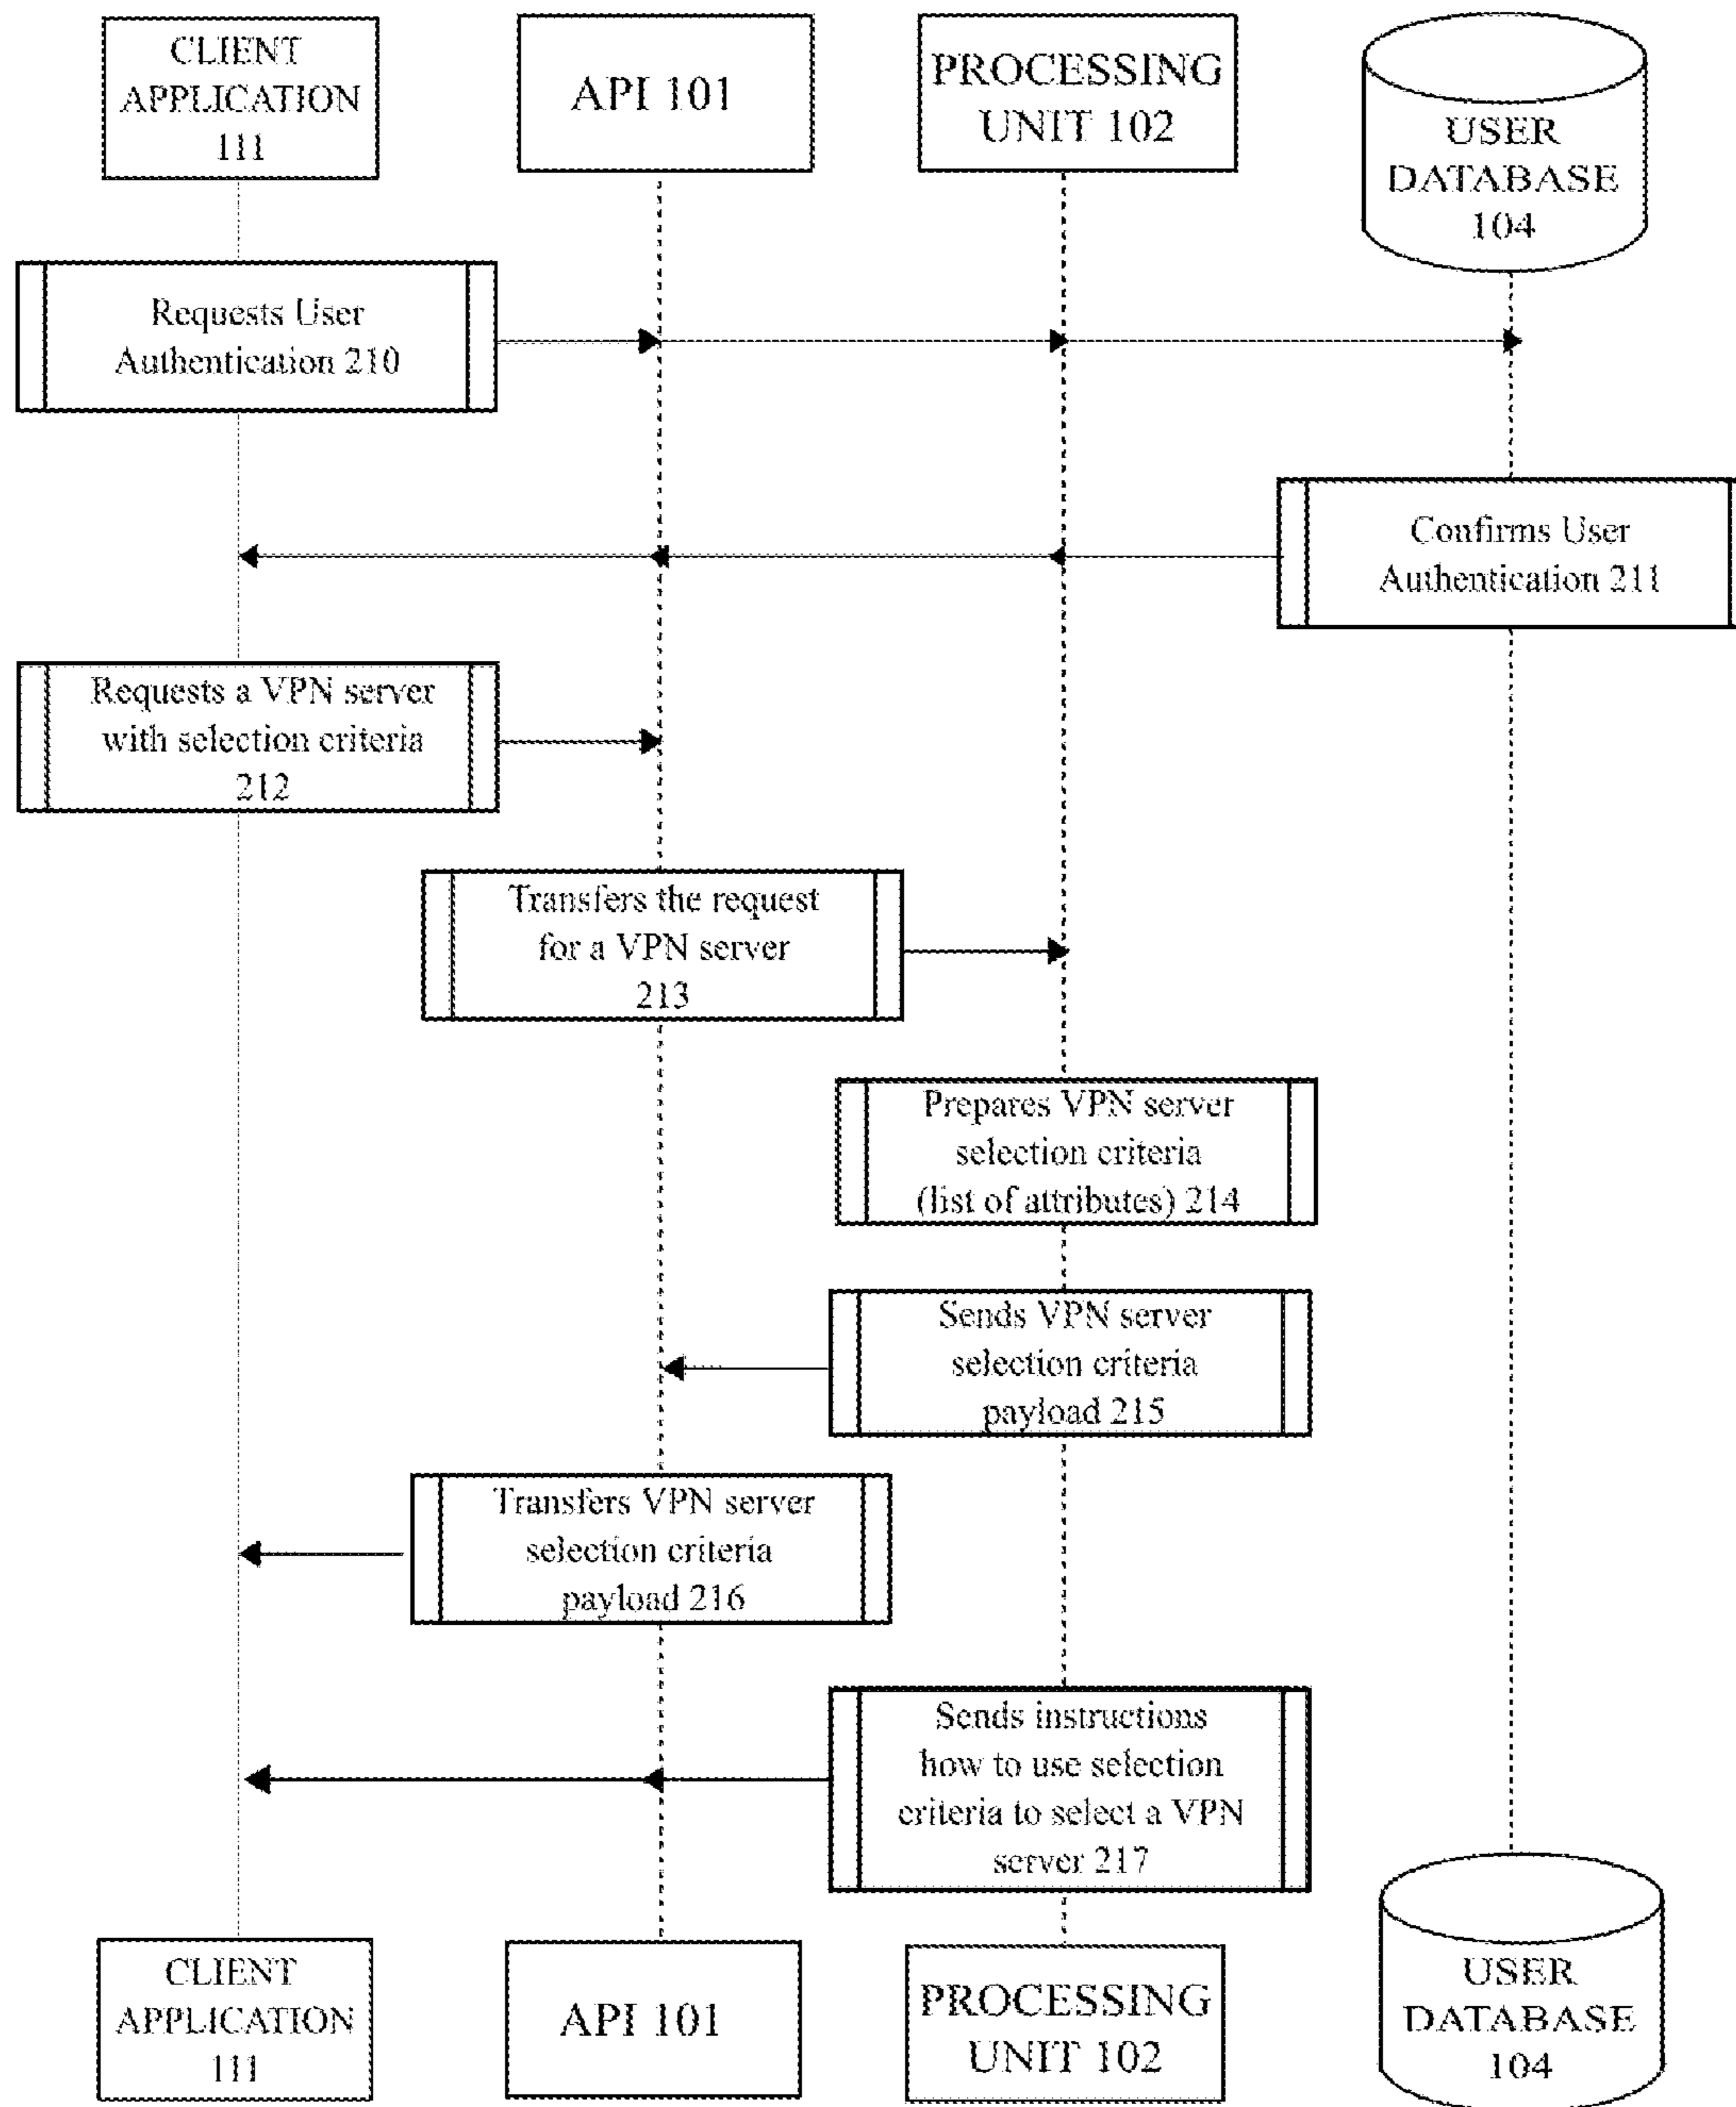 CLIENT
APPLICATION
111
API 101
PROCESSING
UNIT 102
USER
DATABASE
104
Requests User
Authentication 210
Confirms User
Authentication 211
Requests a VPN server
with selection criteria
212
Transfers the request
for a VPN server
213
Prepares VPN server
selection criteria
(list of attributes) 214
Sends VPN server
selection criteria
payload 215
Transfers VPN server
selection criteria
payload 216
Sends instructions
how to use selection
criteria to select a VPN
server 217
CLIENT
APPLICATION
111
API 101
PROCESSING
UNIT 102
USER
DATABASE
104